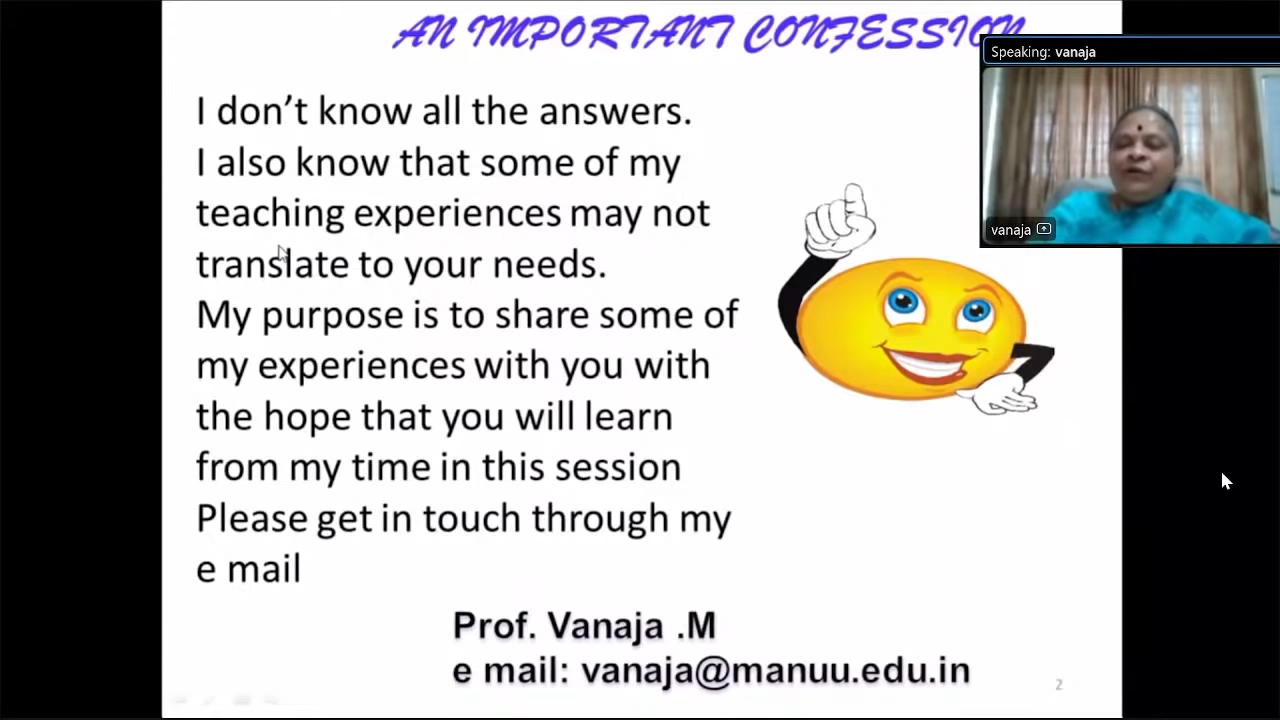 AN IMPORTANT CONFESSION
Speaking: vanaja
I don’t know all the answers.
I also know that some of my
teaching experiences may not
translate to your needs.
My purpose is to share some of
my experiences with you with
the hope that you will learn
from my time in this session
Please get in touch through my
e mail
vanaja
Prof. Vanaja .M
e mail: vanaja@manuu.edu.in
2